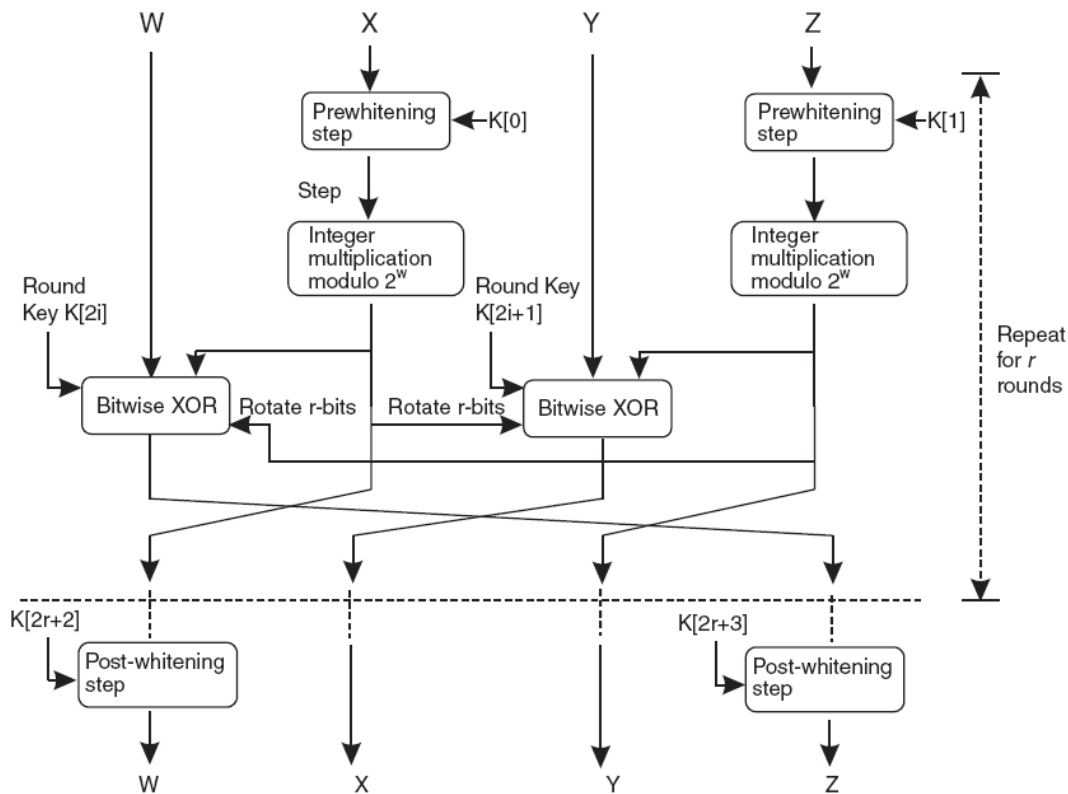 W X Y Z
Prewhitening
step
K[0]
Prewhitening
step
K[1]
Step
Integer
multiplication
modulo 2^w
Integer
multiplication
modulo 2^w
Round
Key K[2i]
Round Key
K[2i+1]
Repeat
for r
rounds
Bitwise XOR
Rotate r-bits
Rotate r-bits
Bitwise XOR
K[2r+2]
K[2r+3]
Post-whitening
step
Post-whitening
step
W X Y Z